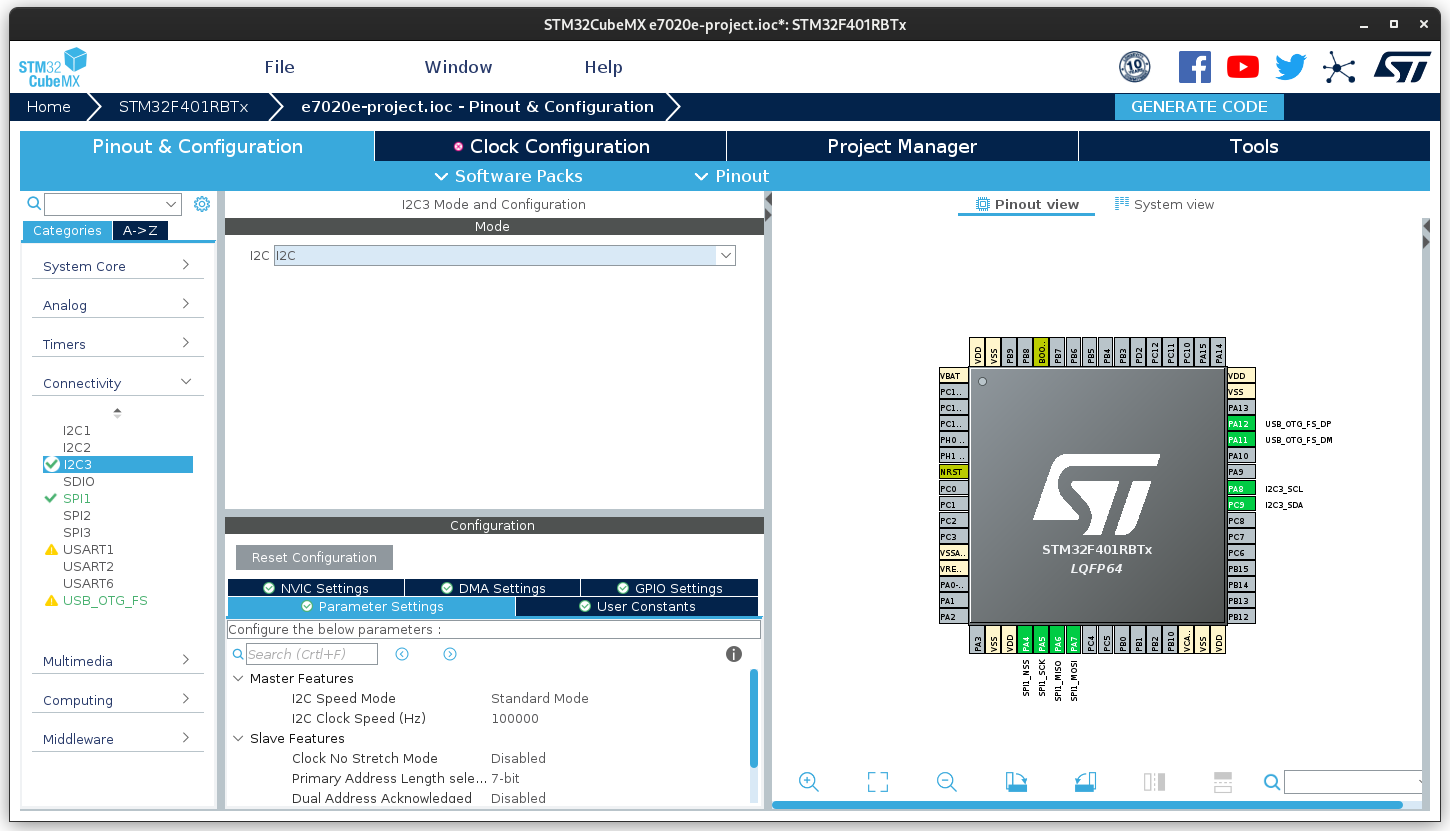 STM32CubeMX e7020e-project.ioc*: STM32F401RBTx
STM32 CubeMX
File Window Help
10
Home STM32F401RBTx e7020e-project.ioc - Pinout & Configuration GENERATE CODE
Pinout & Configuration Clock Configuration Project Manager Tools
Software Packs Pinout
Categories A->Z
System Core
Analog
Timers
Connectivity
I2C1
I2C2
I2C3
SDIO
SPI1
SPI2
SPI3
USART1
USART2
USART6
USB_OTG_FS
Multimedia
Computing
Middleware
I2C3 Mode and Configuration
Mode
I2C I2C
Configuration
Reset Configuration
NVIC Settings DMA Settings GPIO Settings
Parameter Settings User Constants
Configure the below parameters :
Search (Crtl+F)
Master Features
I2C Speed Mode Standard Mode
I2C Clock Speed (Hz) 100000
Slave Features
Clock No Stretch Mode Disabled
Primary Address Length sele... 7-bit
Dual Address Acknowledged Disabled
Pinout view System view
VDD VSS PB9 PB8 BOO.. PB7 PB6 PB5 PB4 PB3 PD2 PC12 PC11 PC10 PA15 PA14
VBAT
PC1..
PC1..
PC1..
PH0 ..
PH1 ..
NRST
PC0
PC1
PC2
PC3
VSSA..
VRE..
PA0-..
PA1
PA2
ST
STM32F401RBTx
LQFP64
VDD
VSS
PA13
PA12 USB_OTG_FS_DP
PA11 USB_OTG_FS_DM
PA10
PA9
PA8 I2C3_SCL
PC9 I2C3_SDA
PC8
PC7
PC6
PB15
PB14
PB13
PB12
PA3 VSS VDD PA4 PA5 PA6 PA7 PC4 PC5 PB0 PB1 PB2 PB10 VCA.. VSS VDD
SPI1_NSS SPI1_SCK SPI1_MISO SPI1_MOSI